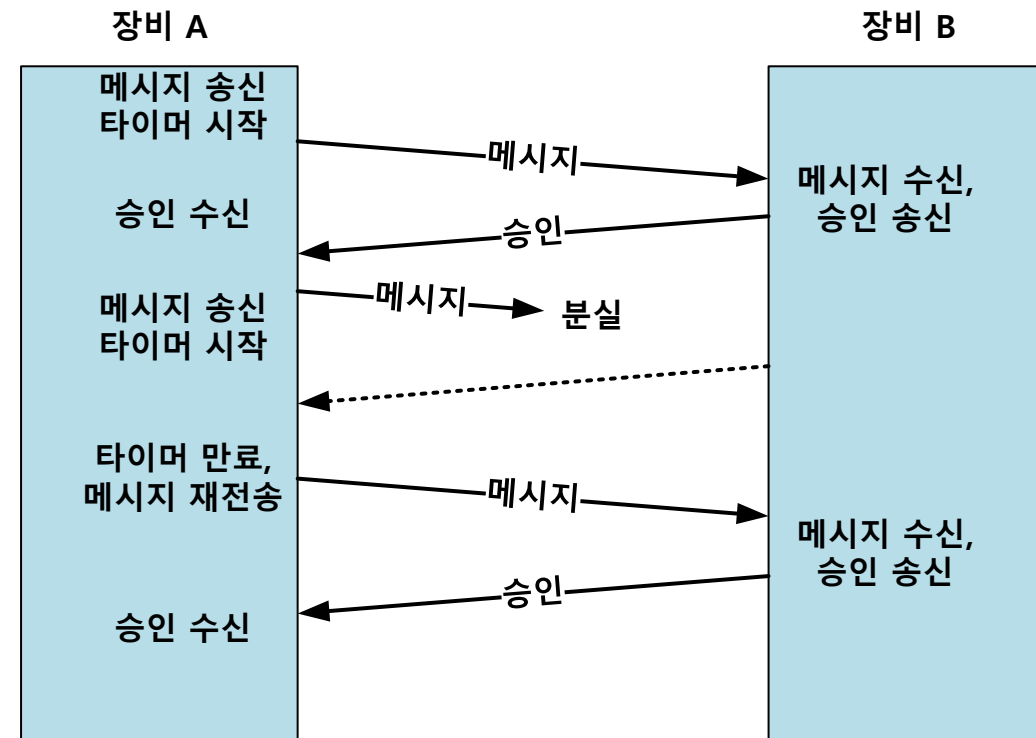 장비 A
장비 B
메시지 송신
타이머 시작
메시지
메시지 수신,
승인 송신
승인
승인 수신
메시지 송신
타이머 시작
메시지
분실
타이머 만료,
메시지 재전송
메시지
메시지 수신,
승인 송신
승인
승인 수신